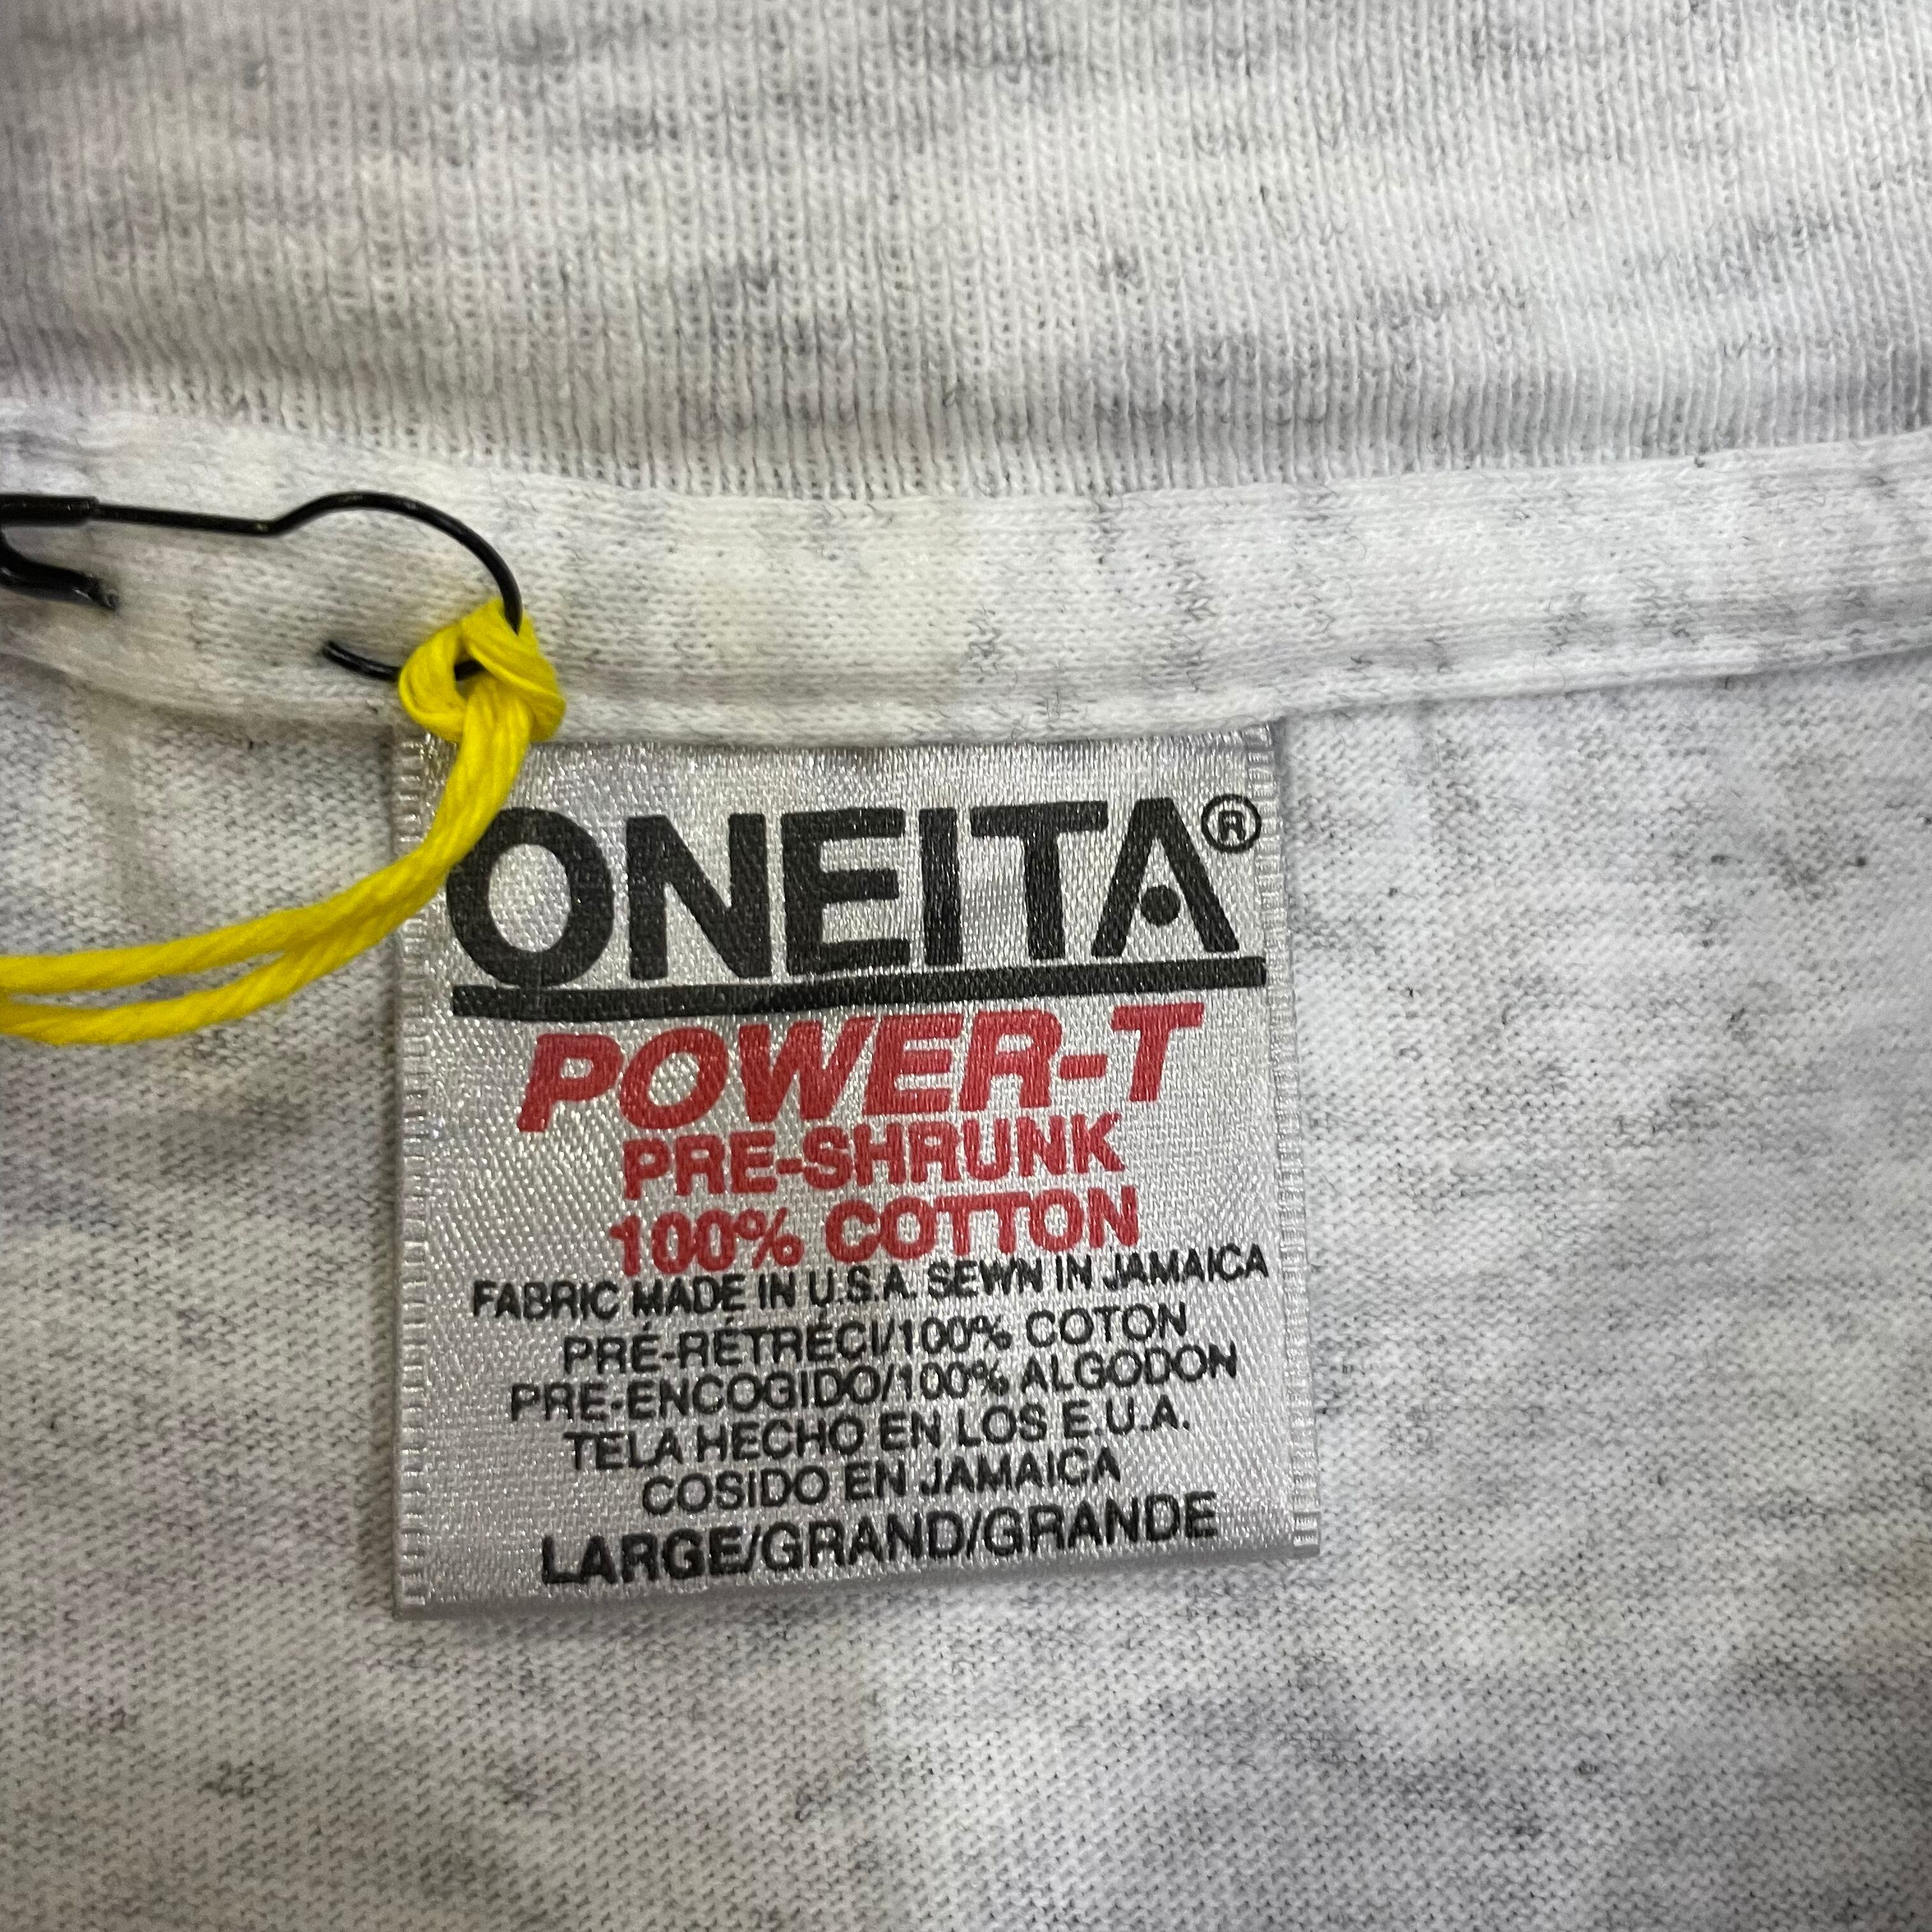 ONEITA®
POWER-T
PRE-SHRUNK
100% COTTON
FABRIC MADE IN U.S.A. SEWN IN JAMAICA
PRÉ-RÉTRÉCI/100% COTON
PRE-ENCOGIDO/100% ALGODON
TELA HECHO EN LOS E.U.A.
COSIDO EN JAMAICA
LARGE/GRAND/GRANDE